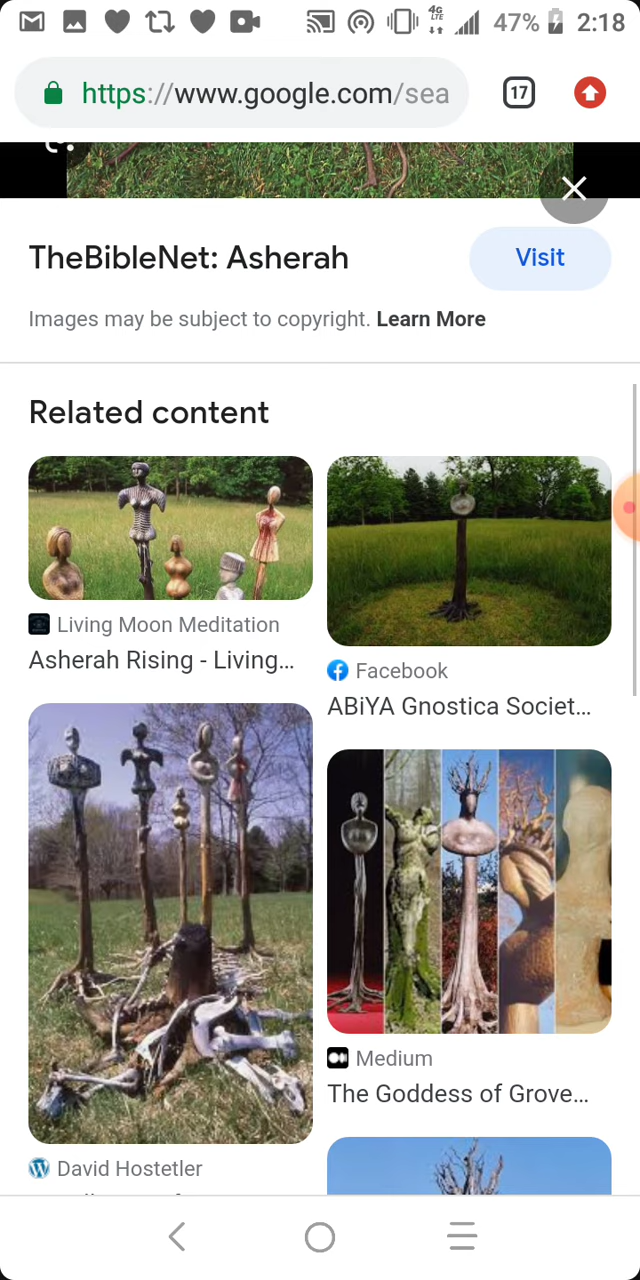 4G
LTE
47%
2:18
https://www.google.com/sea
17
TheBibleNet: Asherah
Visit
Images may be subject to copyright. Learn More
Related content
Living Moon Meditation
Asherah Rising - Living...
Facebook
ABiYA Gnostica Societ...
Medium
The Goddess of Grove...
David Hostetler